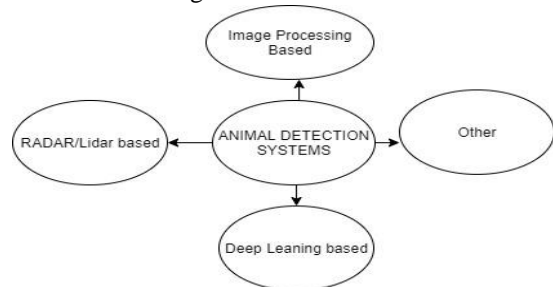 Image Processing
Based
RADAR/Lidar based
ANIMAL DETECTION
SYSTEMS
Other
Deep Leaning based